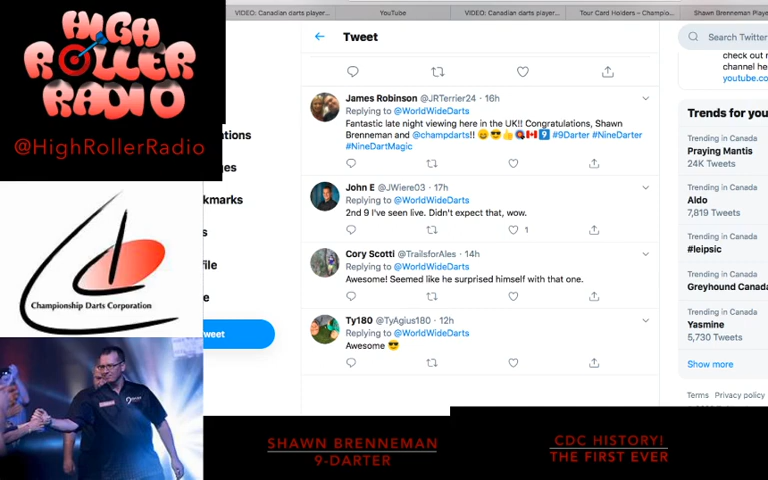 HIGH
ROLLER
RADIO
@HighRollerRadio
Championship Darts Corporation
VIDEO: Canadian darts player...
YouTube
VIDEO: Canadian darts player...
Tour Card Holders – Champio...
Shawn Brenneman Playe
Tweet
Search Twitter
James Robinson @JRTerrier24 · 16h
Replying to @WorldWideDarts
Fantastic late night viewing here in the UK!! Congratulations, Shawn
Brenneman and @champdarts!! 😄😎👍🎯🇨🇦9️⃣ #9Darter #NineDarter
#NineDartMagic
John E @JWiere03 · 17h
Replying to @WorldWideDarts
2nd 9 I've seen live. Didn't expect that, wow.
1
Cory Scotti @TrailsforAles · 14h
Replying to @WorldWideDarts
Awesome! Seemed like he surprised himself with that one.
Ty180 @TyAgius180 · 12h
Replying to @WorldWideDarts
Awesome 😎
ations
ges
kmarks
s
file
e
weet
check out
channel he
youtube.co
Trends for you
Trending in Canada
Praying Mantis
24K Tweets
Trending in Canada
Aldo
7,819 Tweets
Trending in Canada
#leipsic
Trending in Canada
Greyhound Canada
Trending in Canada
Yasmine
5,730 Tweets
Show more
Terms Privacy policy
SHAWN BRENNEMAN
9-DARTER
CDC HISTORY!
THE FIRST EVER